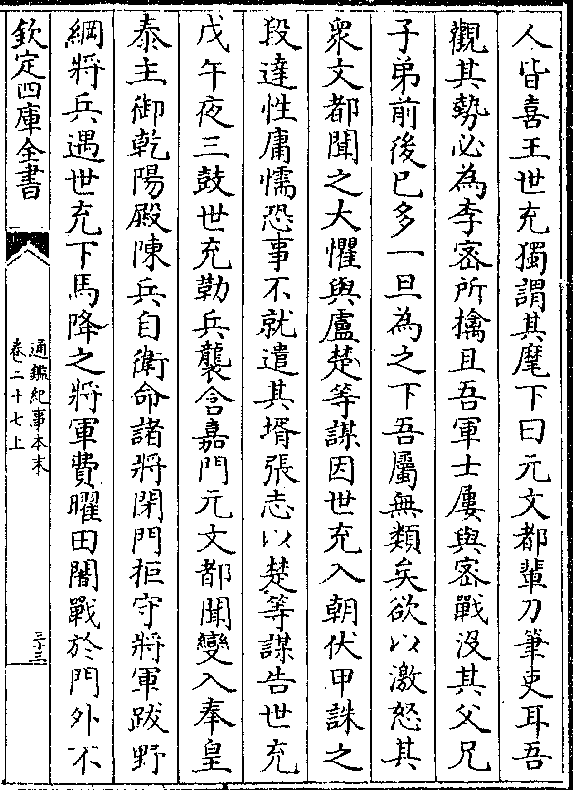 人皆喜王世充獨謂其麾下曰元文都輩刀筆吏耳吾
觀其勢必為李密所擒且吾軍士屢與密戰沒其父兄
子弟前後已多一旦為之下吾屬無類矣欲以激怒其
衆文都聞之大懼與盧楚等謀因世充入朝伏甲誅之
段達性庸懦恐事不就遣其壻張志以楚等謀告世充
戊午夜三鼓世充勒兵襲含嘉門元文都聞變入奉皇
泰主御乾陽殿陳兵自衛命諸將閉門拒守將軍跋野
綱將兵遇世充下馬降之將軍費曜田闍戰於門外不
欽定四庫全書
通鑑紀事本末
卷二十七上
三十三